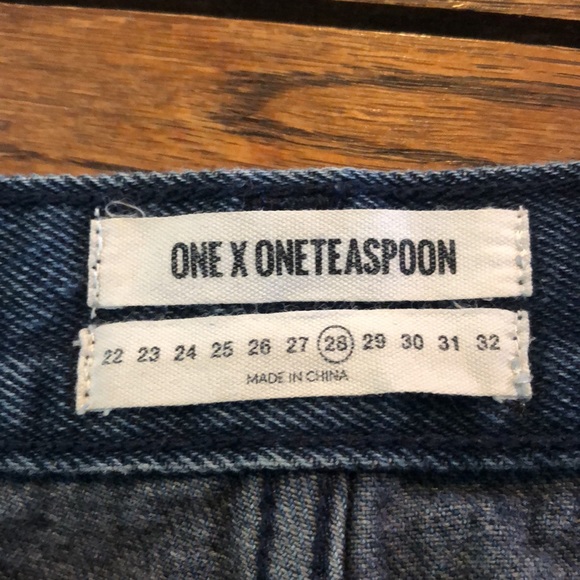 ONE X ONETEASPOON
22 23 24 25 26 27 28 29 30 31 32
MADE IN CHINA